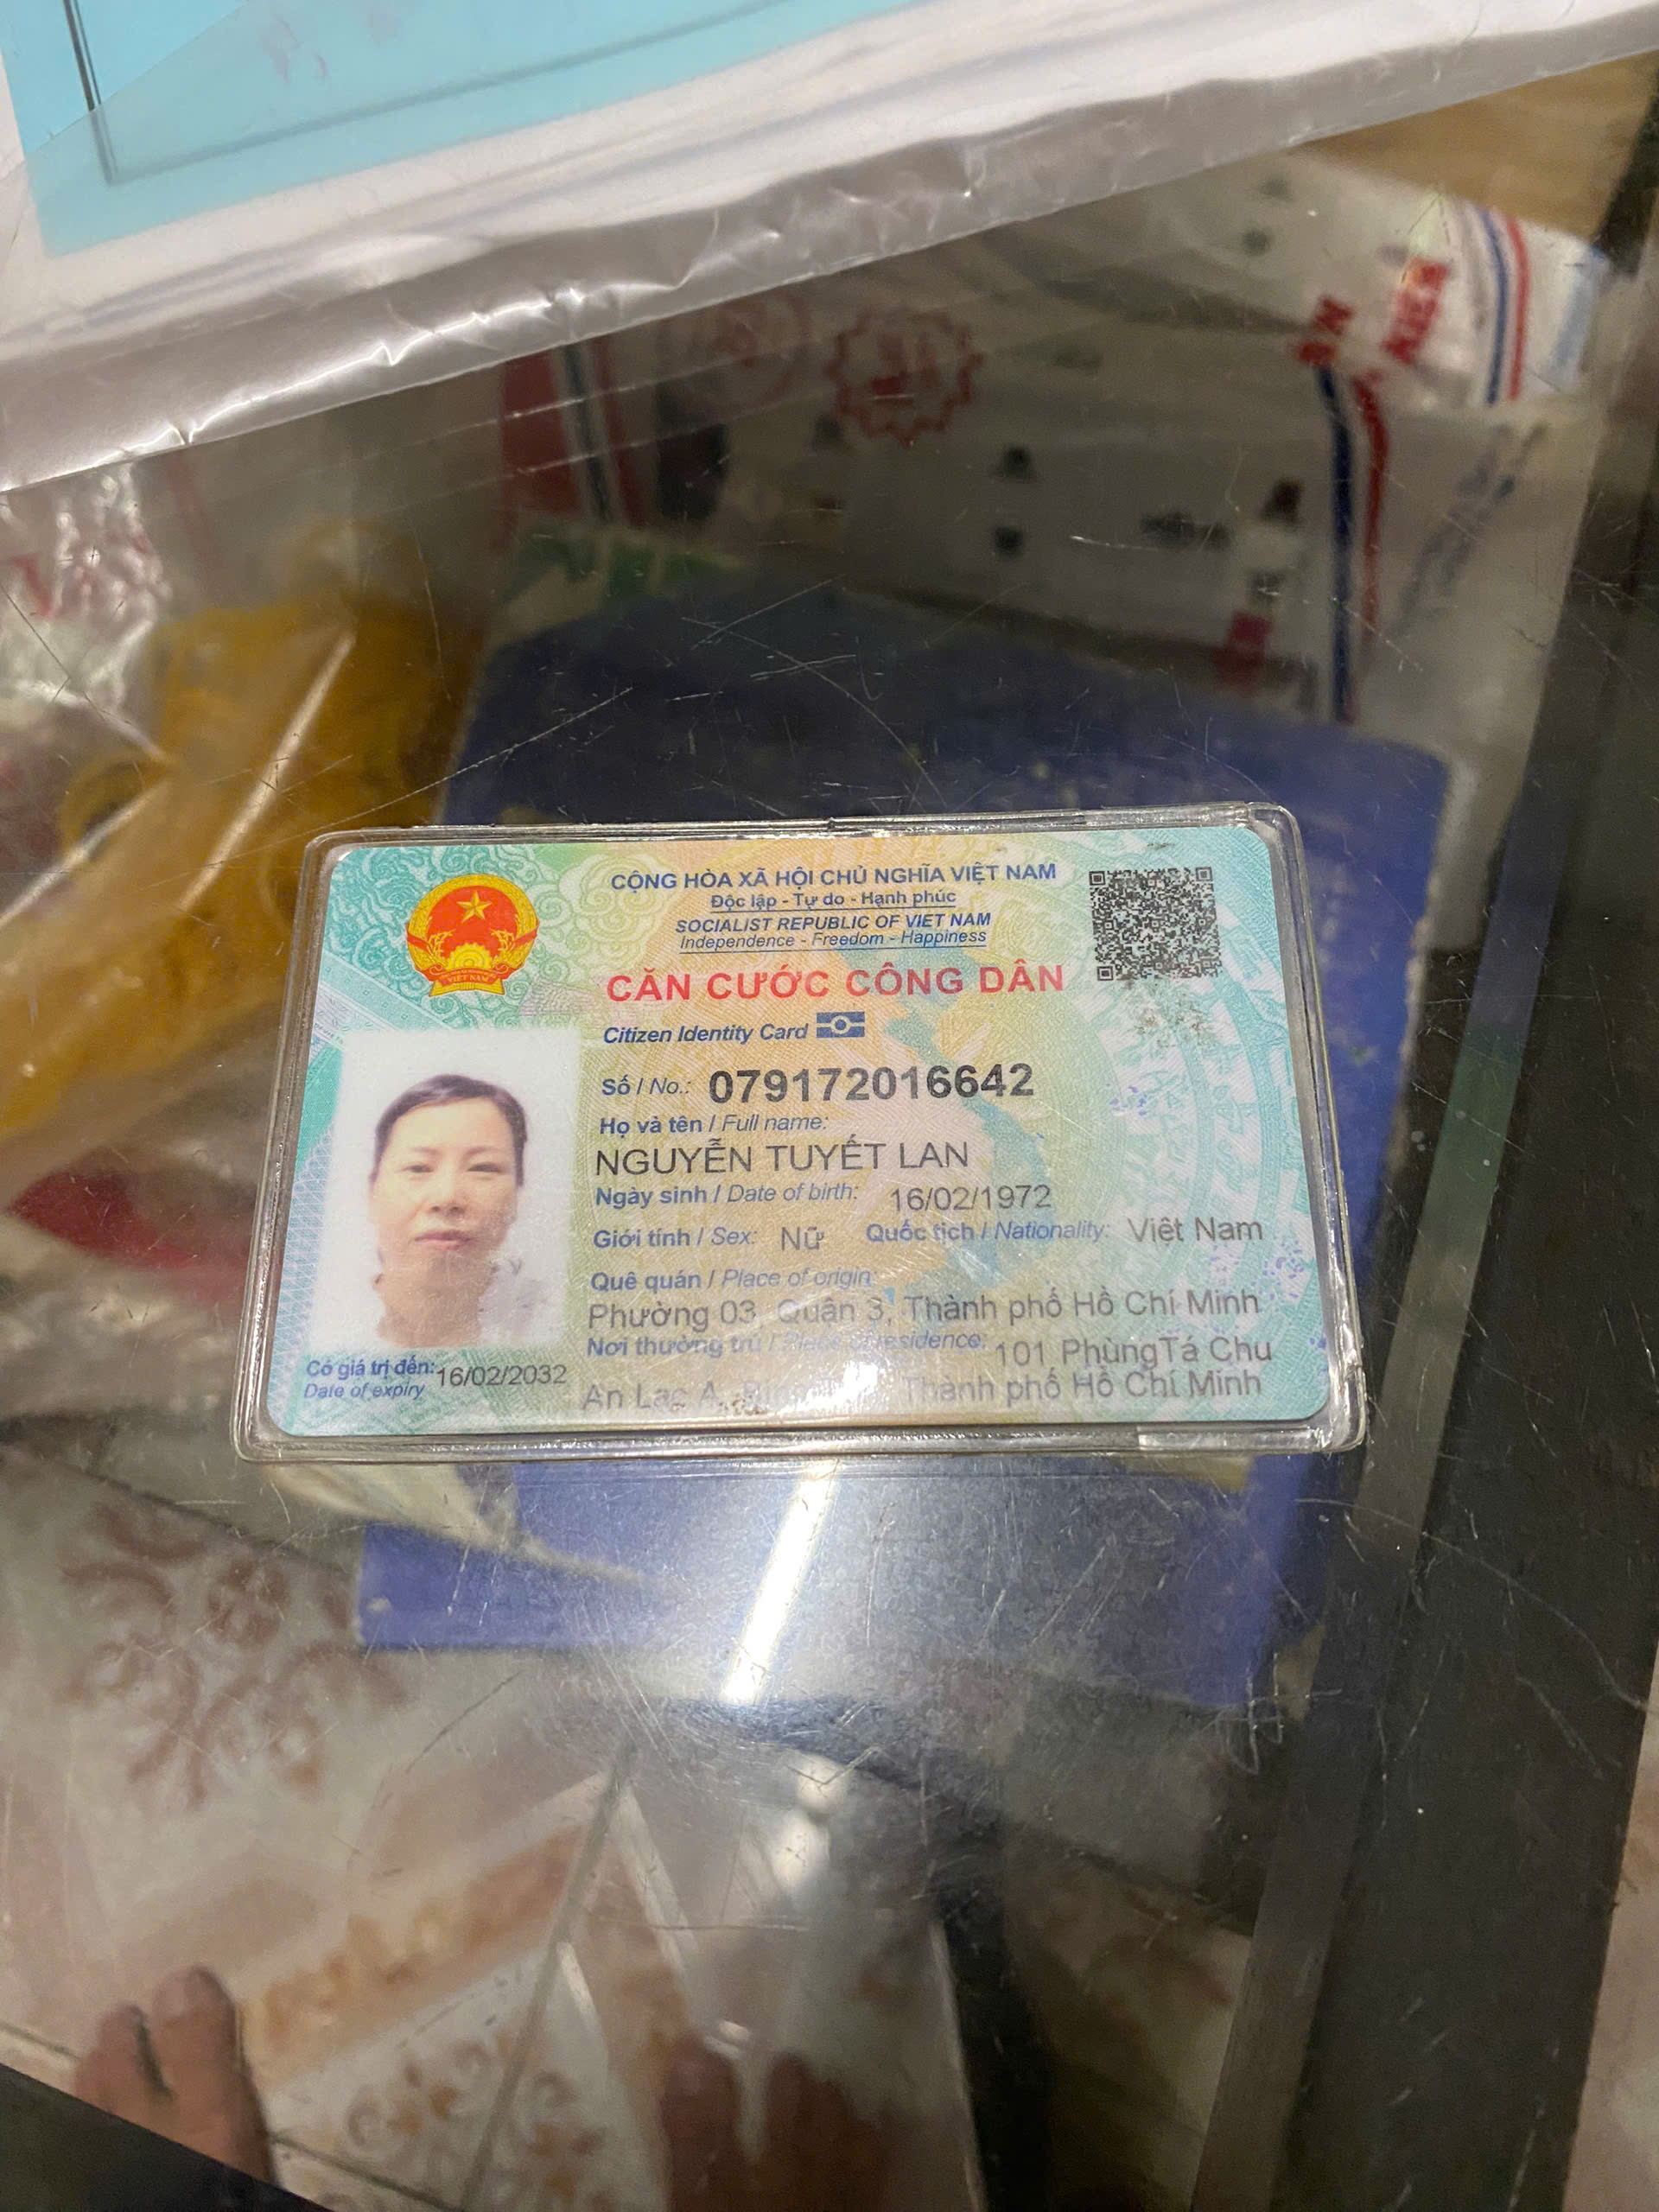 CỘNG HÒA XÃ HỘI CHỦ NGHĨA VIỆT NAM
Độc lập - Tự do - Hạnh phúc
SOCIALIST REPUBLIC OF VIET NAM
Independence - Freedom - Happiness
CĂN CƯỚC CÔNG DÂN
Citizen Identity Card
Số / No.: 079172016642
Họ và tên / Full name:
NGUYỄN TUYẾT LAN
Ngày sinh / Date of birth: 16/02/1972
Giới tính / Sex: Nữ Quốc tịch / Nationality: Việt Nam
Quê quán / Place of origin:
Phường 03, Quận 3, Thành phố Hồ Chí Minh
Nơi thường trú / Place of residence: 101 PhùngTá Chu
An Lạc A, Thành phố Hồ Chí Minh
Có giá trị đến: 16/02/2032
Date of expiry
VIỆT NAM